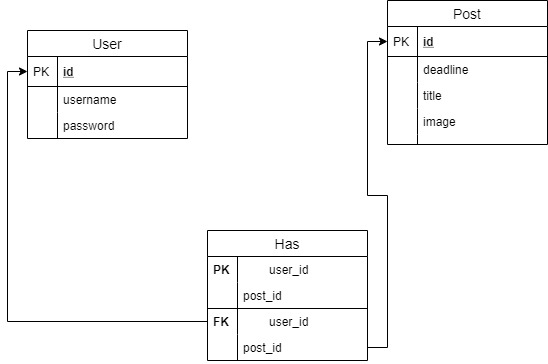 User
PK id
username
password
Post
PK id
deadline
title
image
Has
PK user_id
post_id
FK user_id
post_id